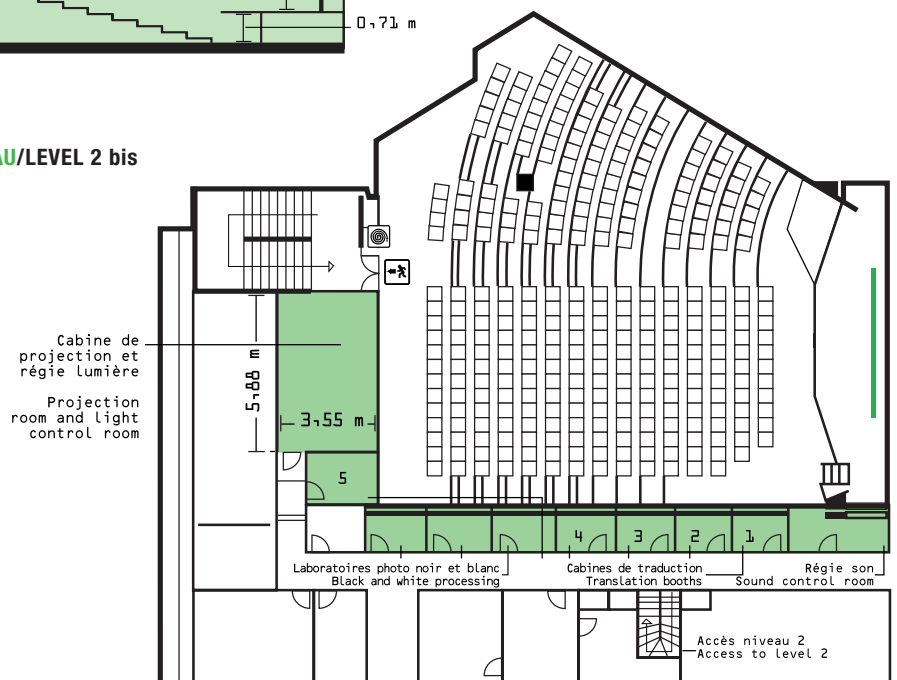 0,71 m
AU/LEVEL 2 bis
Cabine de
projection et
régie lumière
Projection
room and light
control room
5,88 m
3,55 m
5
4
3
2
1
Laboratoires photo noir et blanc
Black and white processing
Cabines de traduction
Translation booths
Régie son
Sound control room
Accès niveau 2
Access to level 2